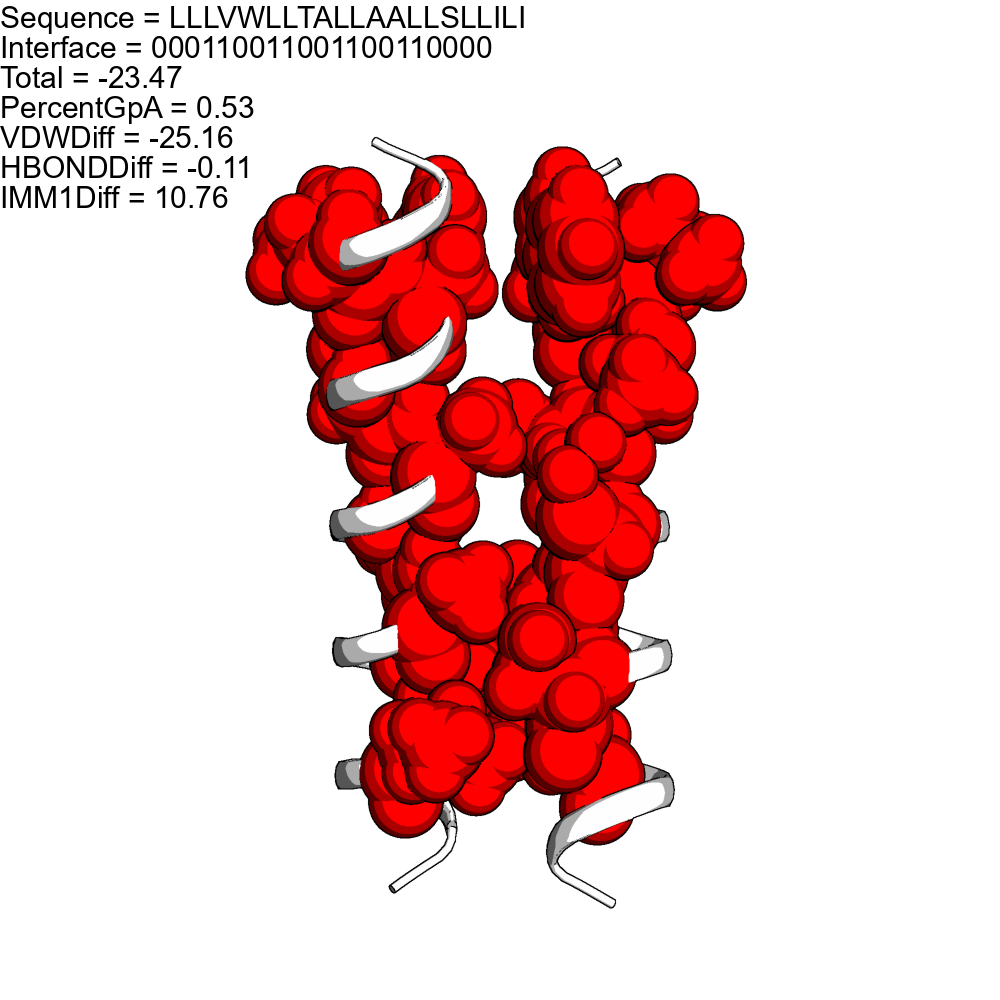 Sequence = LLLVWLLTALLAALLSLLILI
Interface = 000110011001100110000
Total = -23.47
PercentGpA = 0.53
VDWDiff = -25.16
HBONDDiff = -0.11
IMM1Diff = 10.76